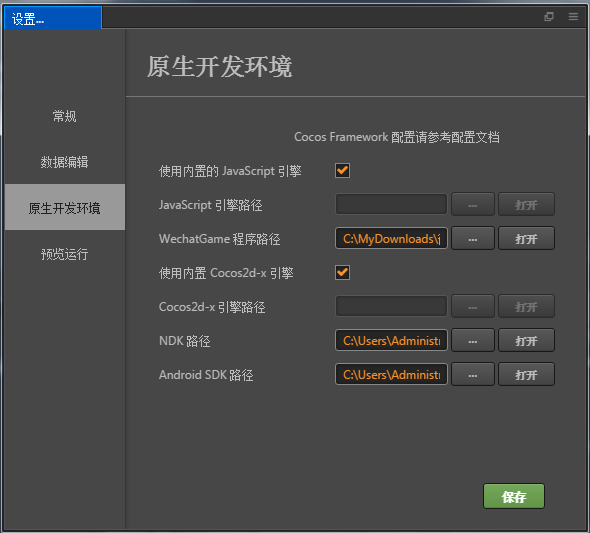 设置...
原生开发环境
常规
数据编辑
原生开发环境
预览运行
Cocos Framework 配置请参考配置文档
使用内置的 JavaScript 引擎
JavaScript 引擎路径 ... 打开
WechatGame 程序路径 C:\MyDownloads\ ... 打开
使用内置 Cocos2d-x 引擎
Cocos2d-x 引擎路径 ... 打开
NDK 路径 C:\Users\Administr ... 打开
Android SDK 路径 C:\Users\Administr ... 打开
保存